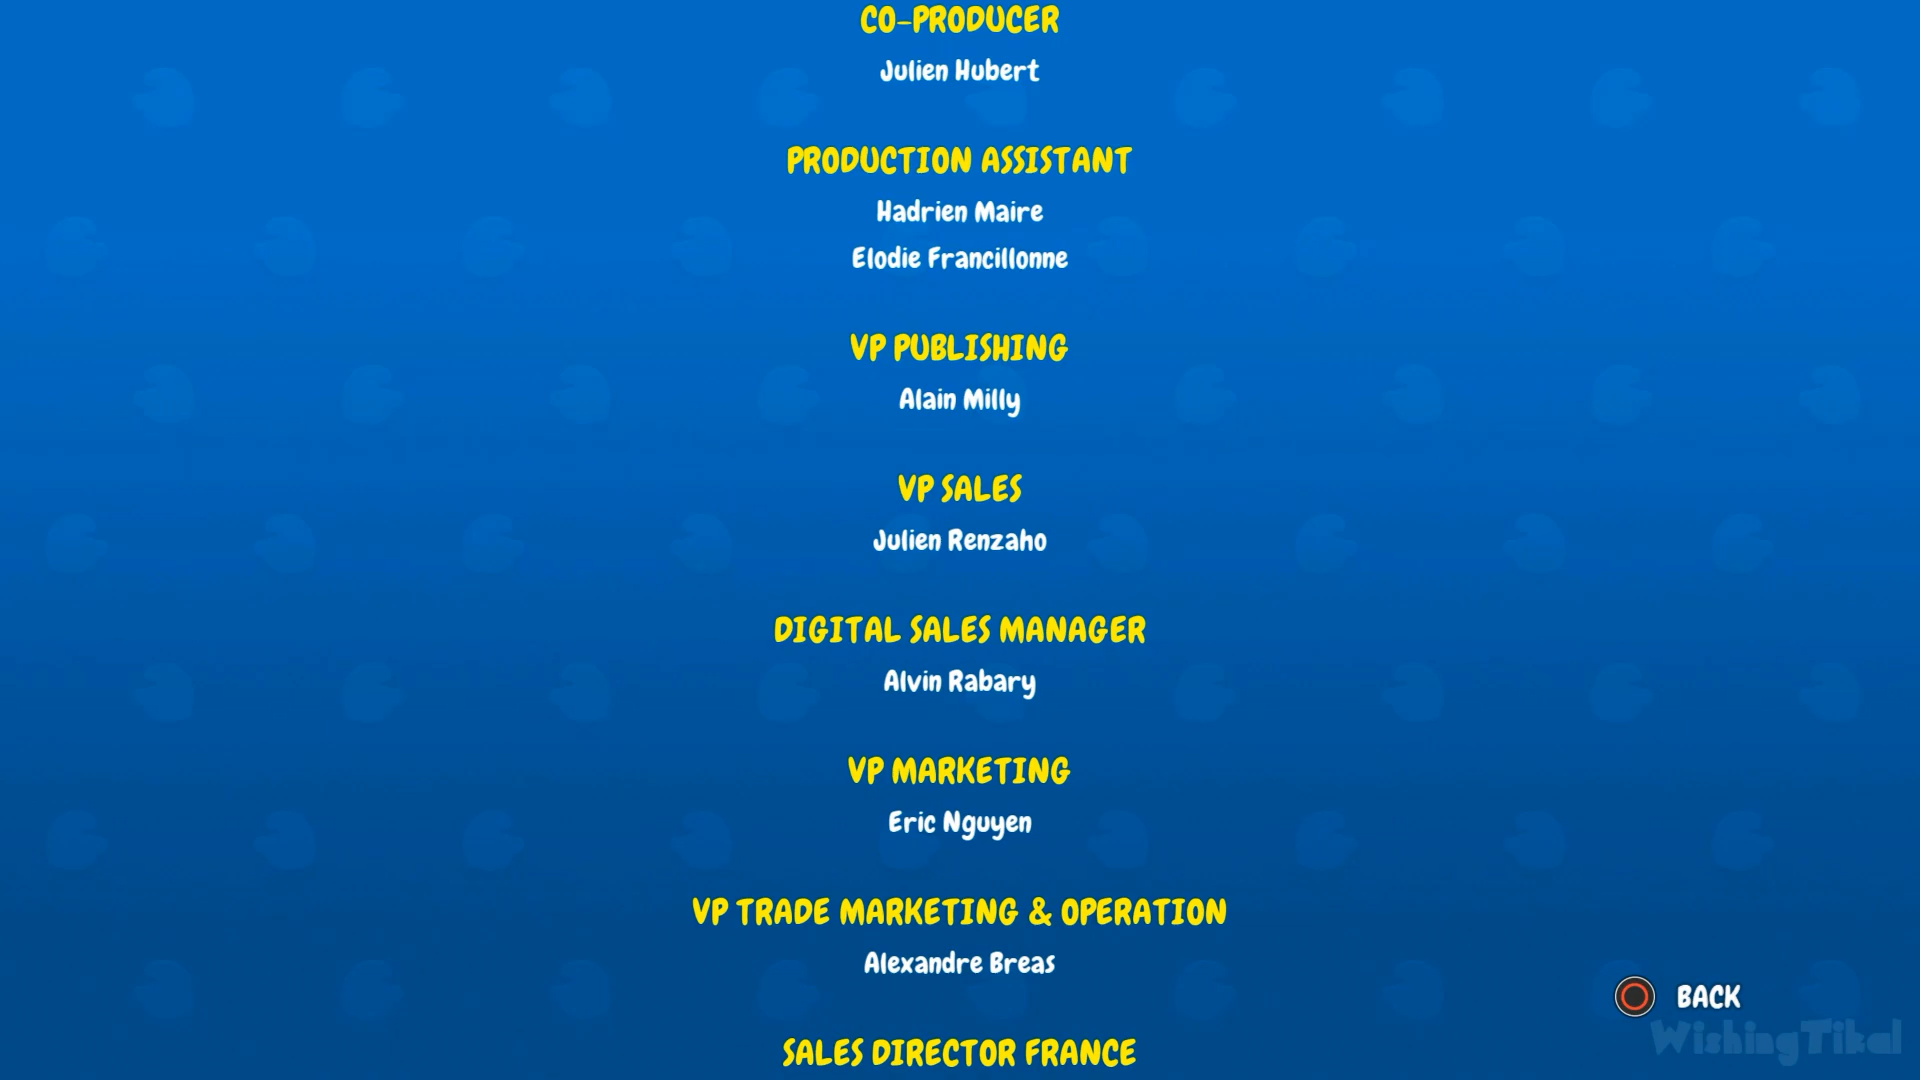 CO-PRODUCER
Julien Hubert
PRODUCTION ASSISTANT
Hadrien Maire
Elodie Francillonne
VP PUBLISHING
Alain Milly
VP SALES
Julien Renzaho
DIGITAL SALES MANAGER
Alvin Rabary
VP MARKETING
Eric Nguyen
VP TRADE MARKETING & OPERATION
Alexandre Breas
SALES DIRECTOR FRANCE
BACK
WishingTikal